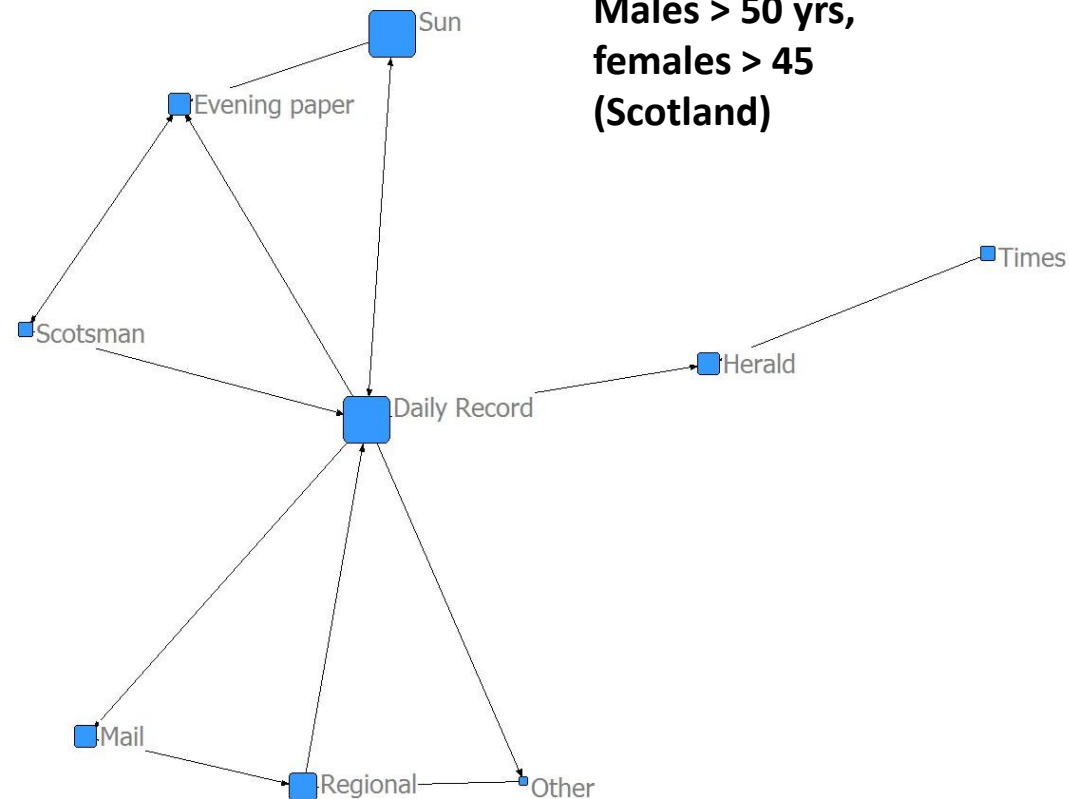 Males > 50 yrs,
females > 45
(Scotland)
Sun
Evening paper
Times
Scotsman
Herald
Daily Record
Mail
Regional
Other